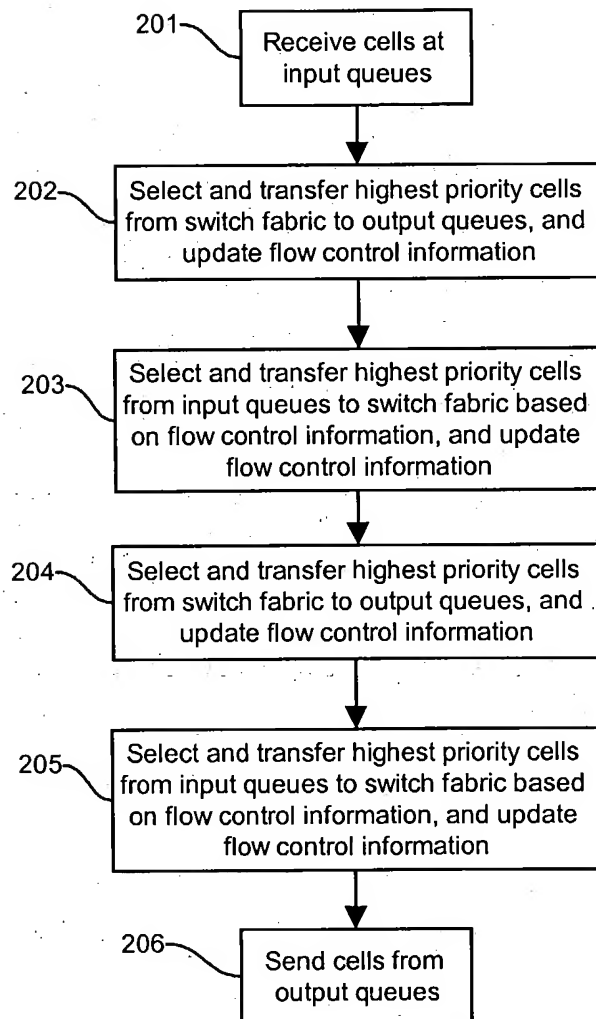 201
Receive cells at
input queues
202
Select and transfer highest priority cells
from switch fabric to output queues, and
update flow control information
203
Select and transfer highest priority cells
from input queues to switch fabric based
on flow control information, and update
flow control information
204
Select and transfer highest priority cells
from switch fabric to output queues, and
update flow control information
205
Select and transfer highest priority cells
from input queues to switch fabric based
on flow control information, and update
flow control information
206
Send cells from
output queues